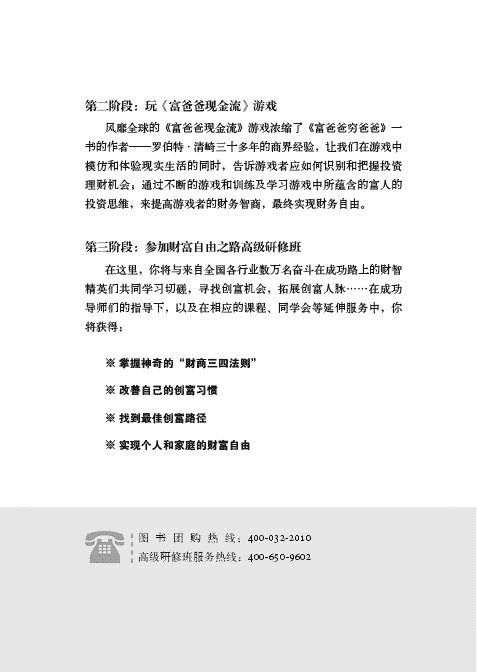 第二阶段：玩《富爸爸现金流》游戏
风靡全球的《富爸爸现金流》游戏浓缩了《富爸爸穷爸爸》一
书的作者——罗伯特·清崎三十多年的商界经验，让我们在游戏中
模仿和体验现实生活的同时，告诉游戏者应如何识别和把握投资
理财机会；通过不断的游戏和训练及学习游戏中所蕴含的富人的
投资思维，来提高游戏者的财务智商，最终实现财务自由。
第三阶段：参加财富自由之路高级研修班
在这里，你将与来自全国各行业数万名奋斗在成功路上的财智
精英们共同学习切磋，寻找创富机会，拓展创富人脉……在成功
导师们的指导下，以及在相应的课程、同学会等延伸服务中，你
将获得：
※ 掌握神奇的“财商三四法则”
※ 改善自己的创富习惯
※ 找到最佳创富路径
※ 实现个人和家庭的财富自由
图 书 团 购 热 线：400-032-2010
高级研修班服务热线：400-650-9602